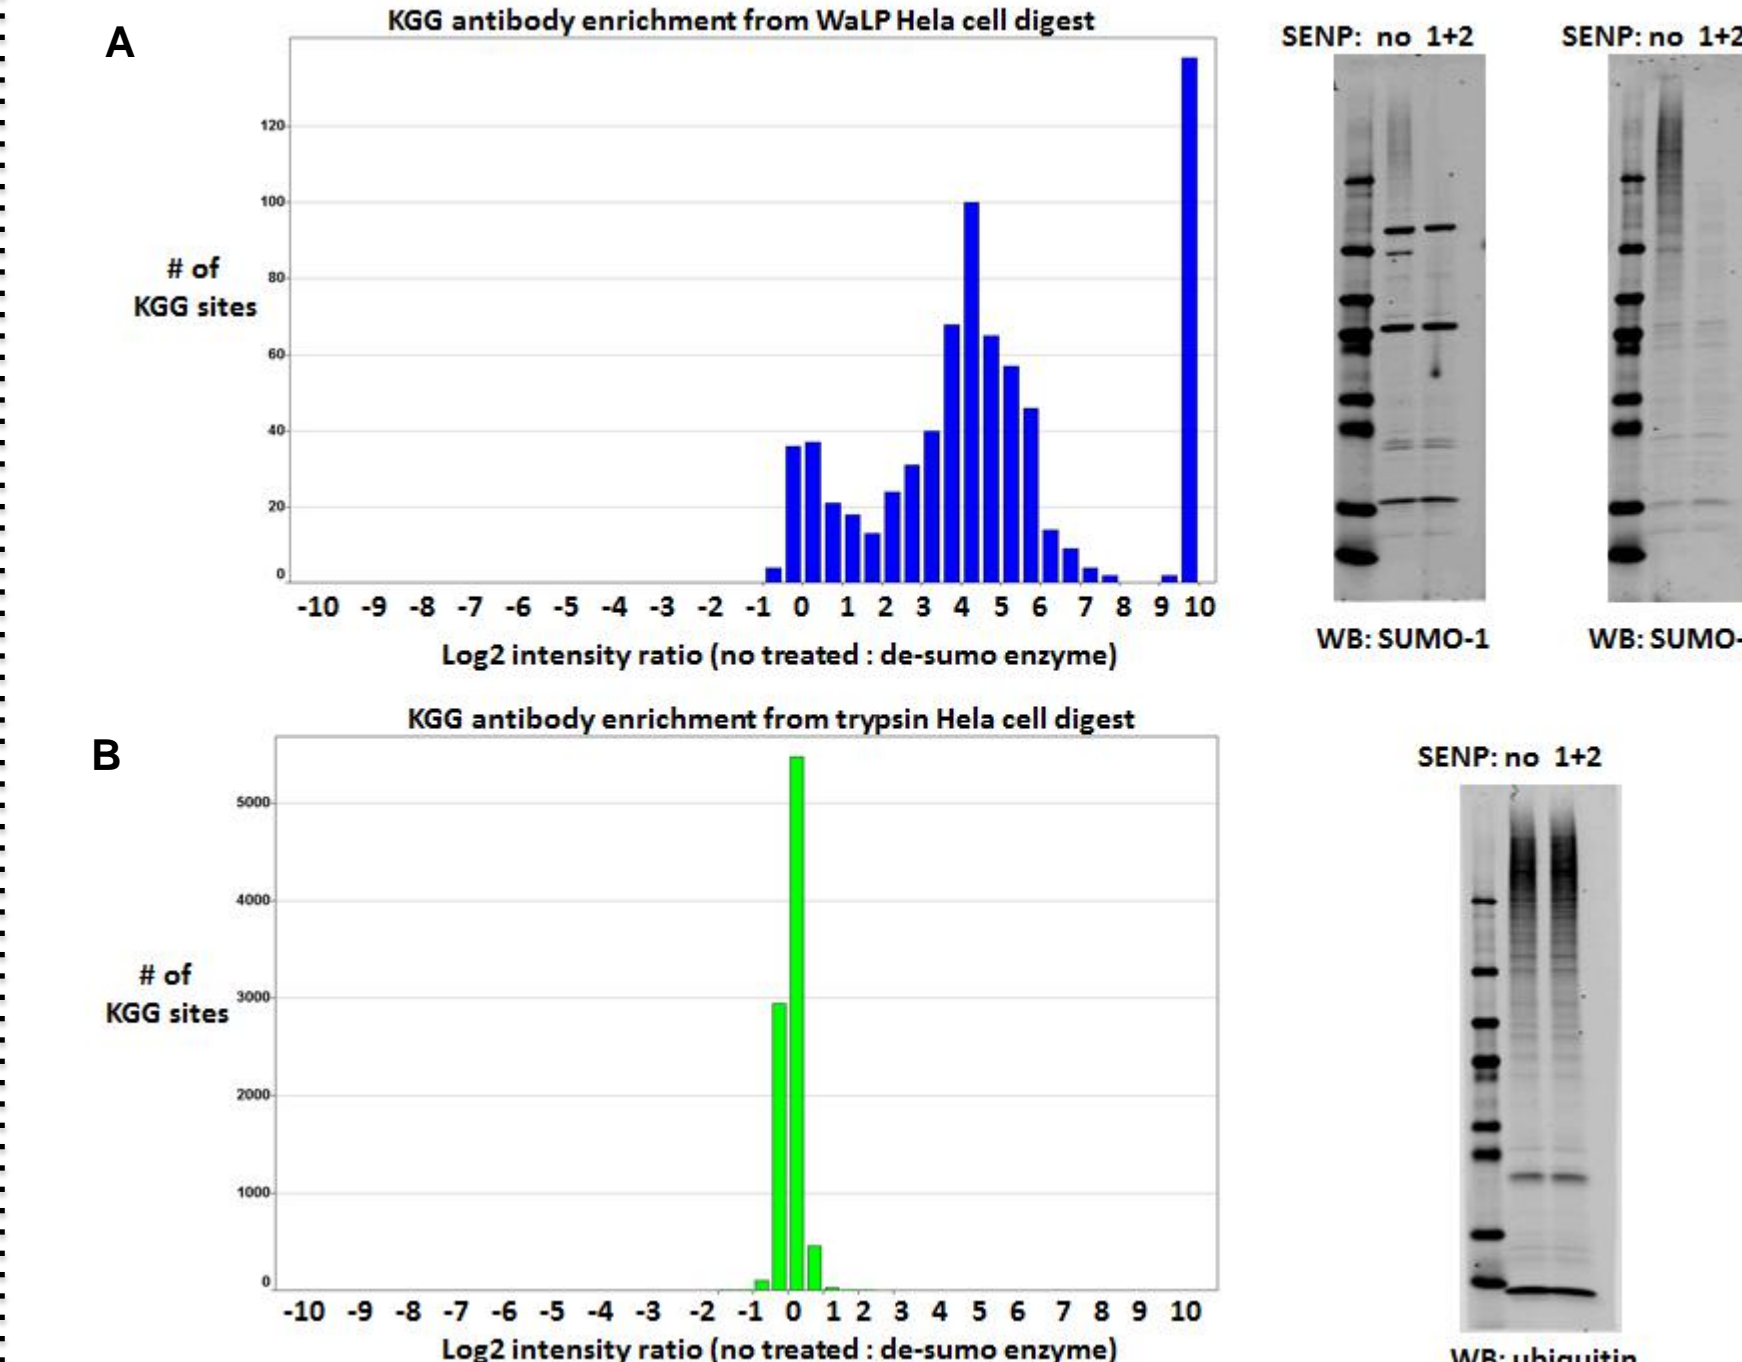 A
KGG antibody enrichment from WaLP Hela cell digest
120
100
80
60
40
20
0
# of
KGG sites
-10 -9 -8 -7 -6 -5 -4 -3 -2 -1 0 1 2 3 4 5 6 7 8 9 10
Log2 intensity ratio (no treated : de-sumo enzyme)
SENP: no 1+2
WB: SUMO-1
SENP: no 1+2
WB: SUMO-
B
KGG antibody enrichment from trypsin Hela cell digest
5000
4000
3000
2000
1000
0
# of
KGG sites
-10 -9 -8 -7 -6 -5 -4 -3 -2 -1 0 1 2 3 4 5 6 7 8 9 10
Log2 intensity ratio (no treated : de-sumo enzyme)
SENP: no 1+2
WB: ubiquitin